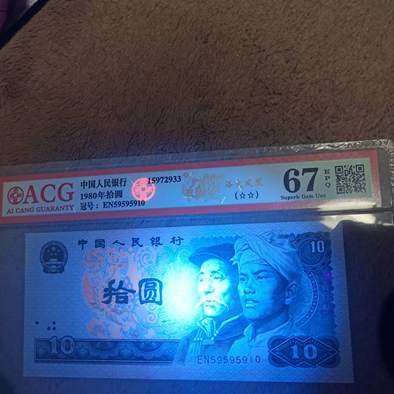 ACG
AI CANG GUARANTY
中国人民银行
1980年拾圆
冠号:EN59595910
15972933
(☆☆)
67
EPQ
Superb Gem Unc
中国人民银行
10
拾圆
10
EN59595910
10